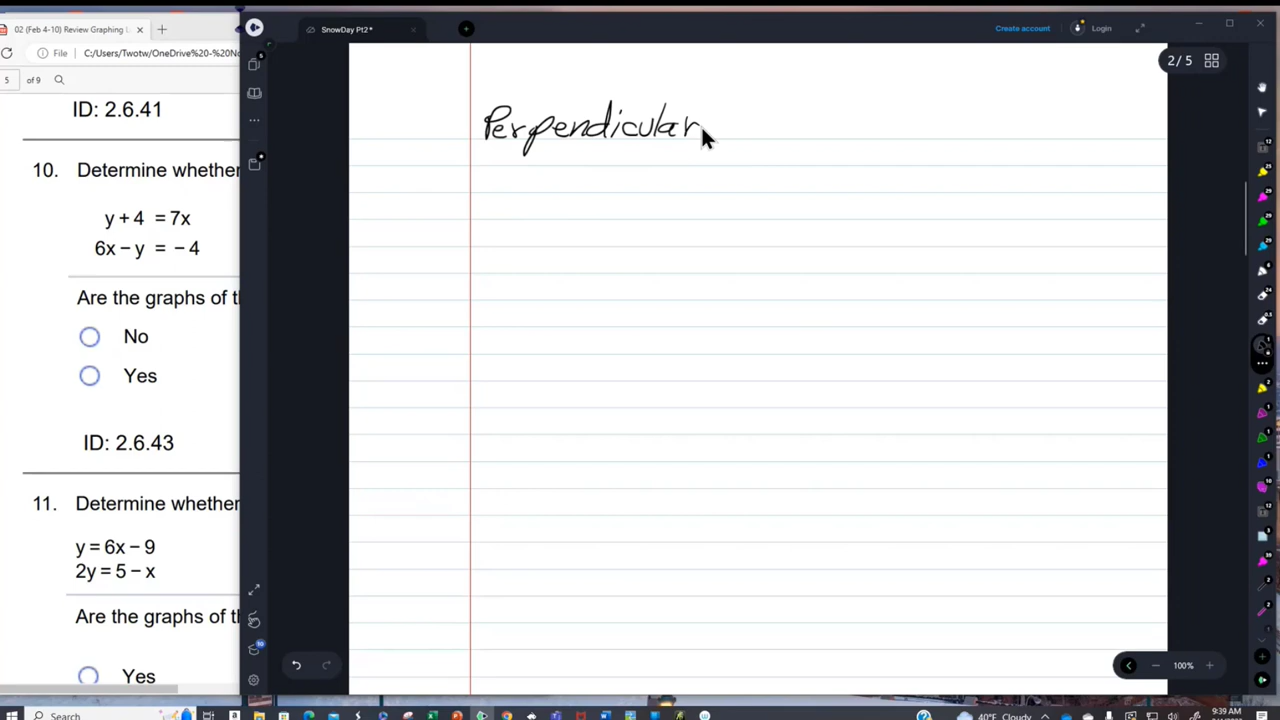 02 (Feb 4-10) Review Graphing L
SnowDay Pt2*
Create account
Login
File
C:/Users/Twotw/OneDrive%20-%20No
5 of 9
2 / 5
ID: 2.6.41
Perpendicular
10. Determine whether
y + 4 = 7x
6x − y = − 4
Are the graphs of t
No
Yes
ID: 2.6.43
11. Determine whether
y = 6x − 9
2y = 5 − x
Are the graphs of t
Yes
100%
Search
40°F Cloudy
9:39 AM